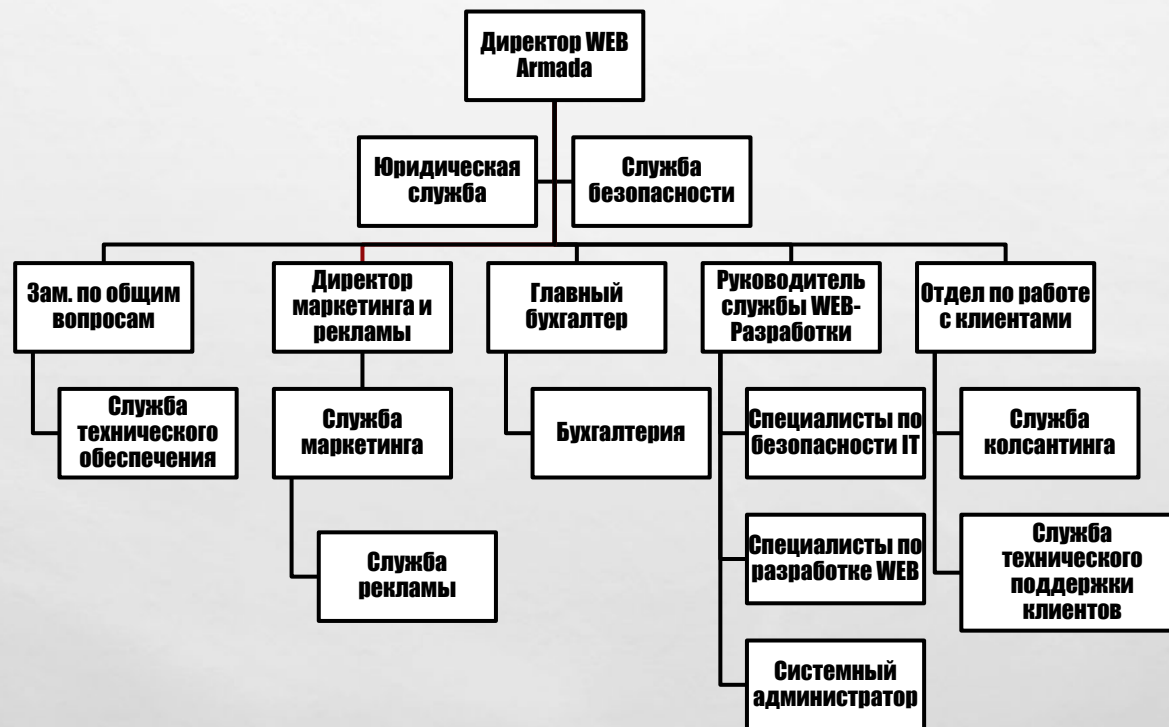 Директор WEB
Armada
Юридическая
служба
Служба
безопасности
Зам. по общим
вопросам
Директор
маркетинга и
рекламы
Главный
бухгалтер
Руководитель
службы WEB-
Разработки
Отдел по работе
с клиентами
Служба
технического
обеспечения
Служба
маркетинга
Бухгалтерия
Специалисты по
безопасности IT
Служба
колсантинга
Служба
рекламы
Специалисты по
разработке WEB
Служба
технического
поддержки
клиентов
Системный
администратор